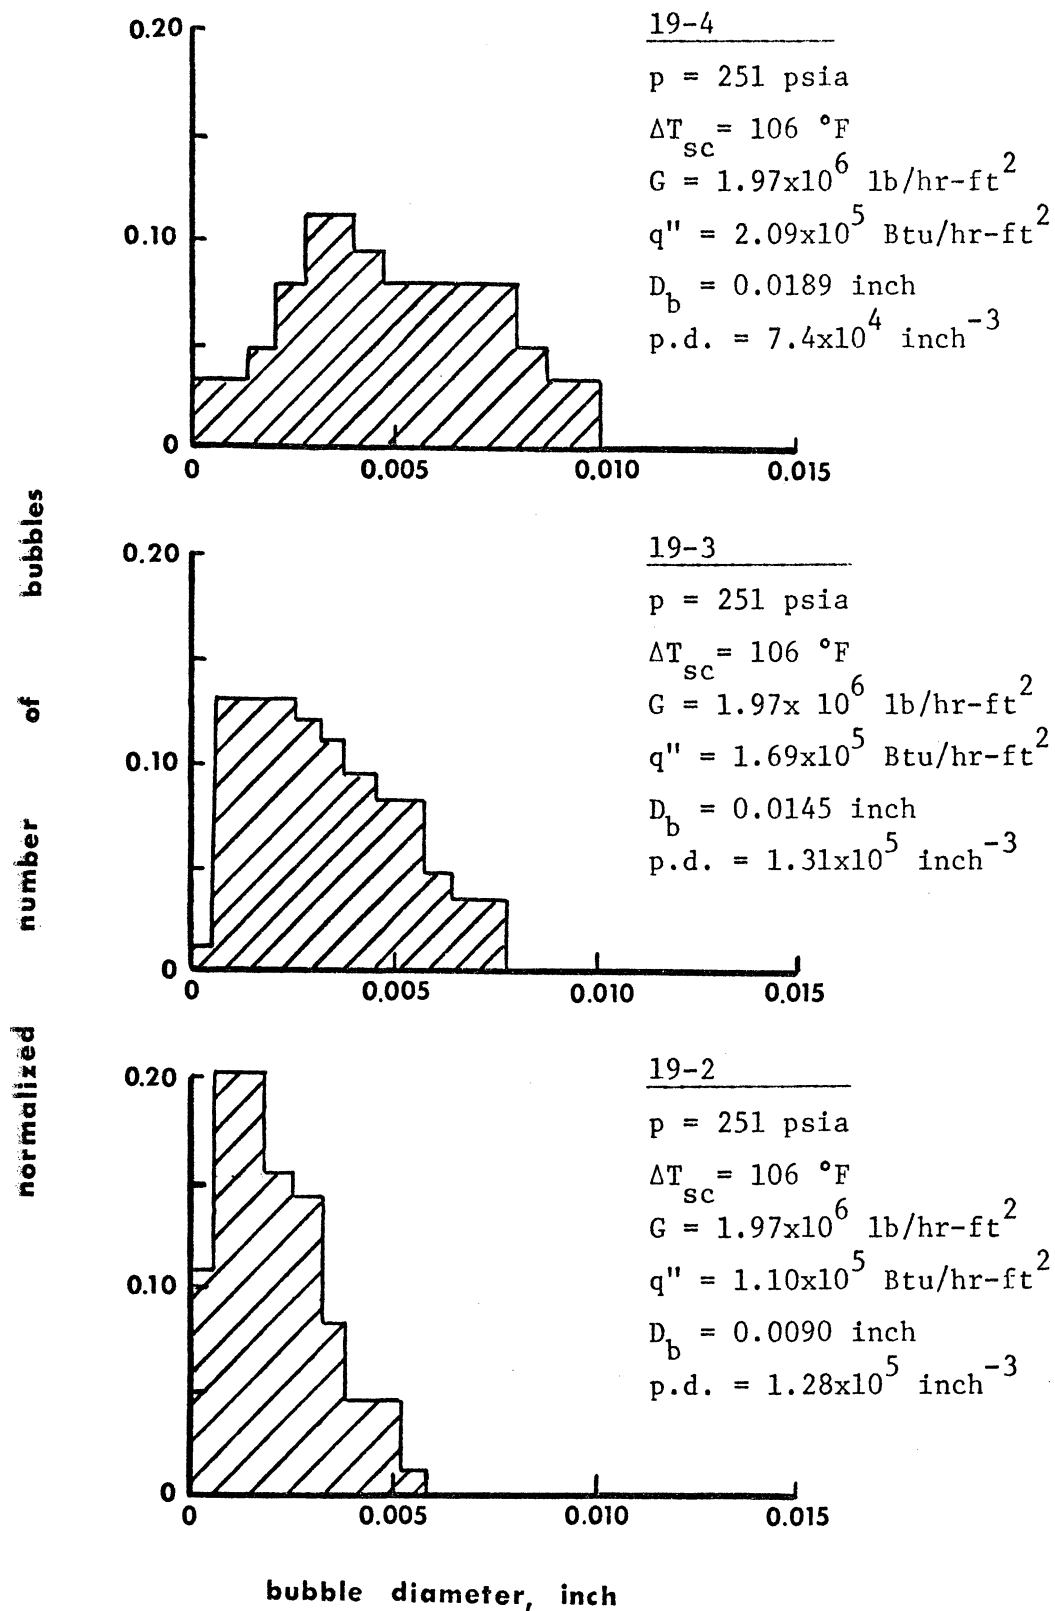 normalized number of bubbles
0.20
0.10
0
0 0.005 0.010 0.015
19-4
p = 251 psia
ΔTsc = 106 °F
G = 1.97x10^6 lb/hr-ft^2
q" = 2.09x10^5 Btu/hr-ft^2
Db = 0.0189 inch
p.d. = 7.4x10^4 inch^-3
0.20
0.10
0
0 0.005 0.010 0.015
19-3
p = 251 psia
ΔTsc = 106 °F
G = 1.97x 10^6 lb/hr-ft^2
q" = 1.69x10^5 Btu/hr-ft^2
Db = 0.0145 inch
p.d. = 1.31x10^5 inch^-3
0.20
0.10
0
0 0.005 0.010 0.015
19-2
p = 251 psia
ΔTsc = 106 °F
G = 1.97x10^6 lb/hr-ft^2
q" = 1.10x10^5 Btu/hr-ft^2
Db = 0.0090 inch
p.d. = 1.28x10^5 inch^-3
bubble diameter, inch